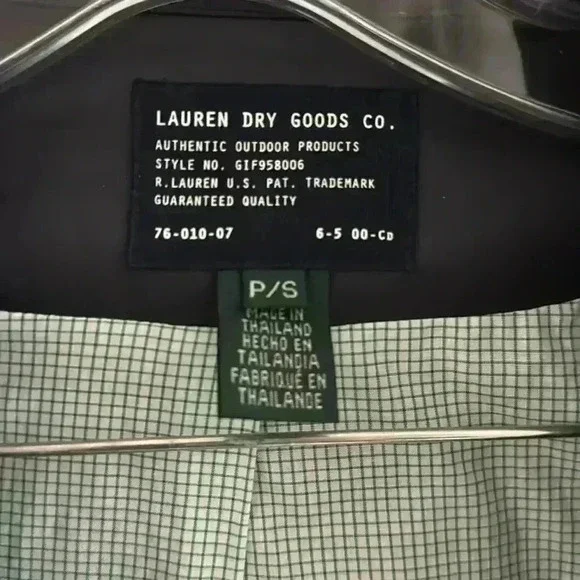 LAUREN DRY GOODS CO.
AUTHENTIC OUTDOOR PRODUCTS
STYLE NO. GIF958006
R.LAUREN U.S. PAT. TRADEMARK
GUARANTEED QUALITY
76-010-07 6-5 00-CD
P/S
MADE IN
THAILAND
HECHO EN
TAILANDIA
FABRIQUÉ EN
THAILANDE